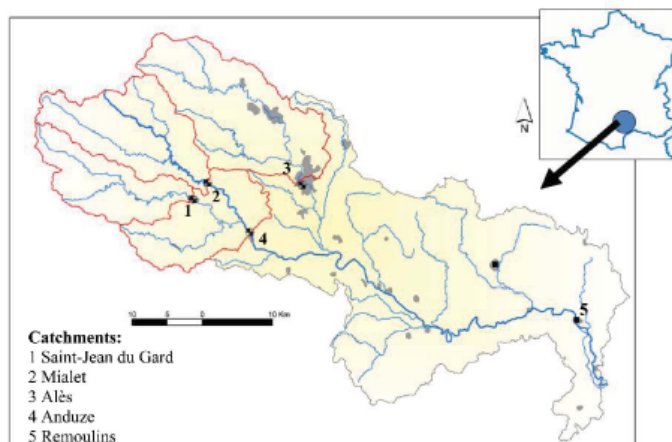 N
3
2
1
4
5
10 5 0 10 Km
Catchments:
1 Saint-Jean du Gard
2 Mialet
3 Alès
4 Anduze
5 Remoulins